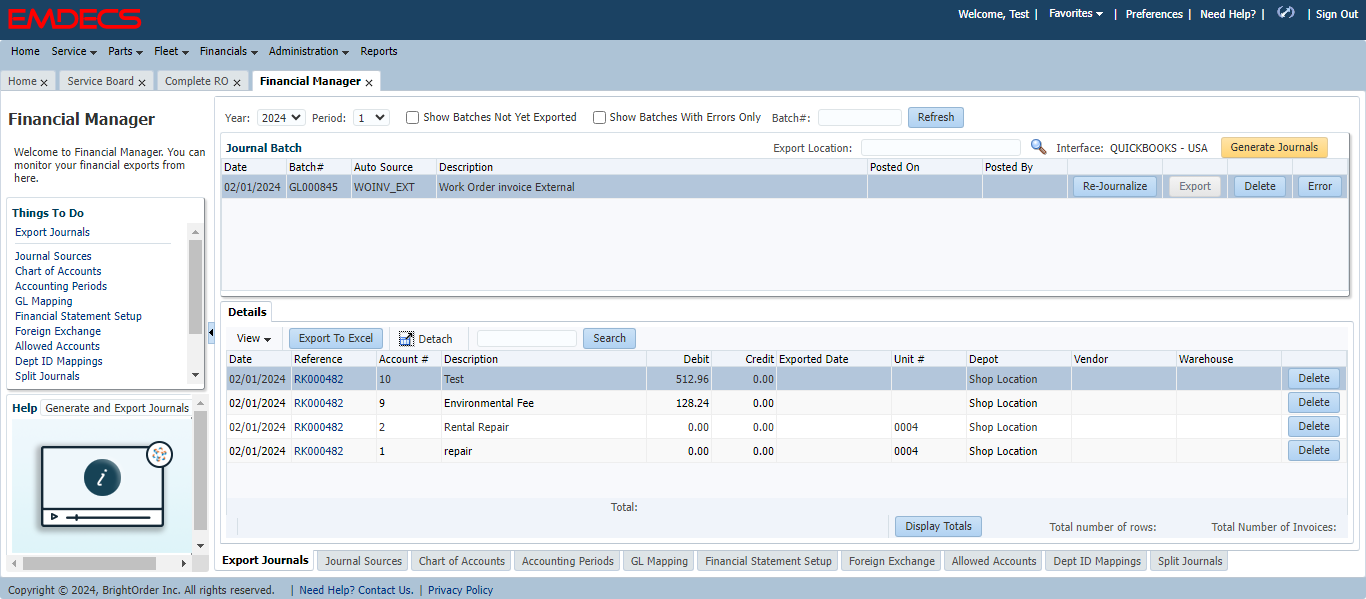 EMDECS
Welcome, Test | Favorites | Preferences | Need Help? | | Sign Out
Home Service Parts Fleet Financials Administration Reports
Home x Service Board x Complete RO x Financial Manager x
Financial Manager
Welcome to Financial Manager. You can
monitor your financial exports from
here.
Things To Do
Export Journals
Journal Sources
Chart of Accounts
Accounting Periods
GL Mapping
Financial Statement Setup
Foreign Exchange
Allowed Accounts
Dept ID Mappings
Split Journals
Help Generate and Export Journals
i
Year: 2024 Period: 1 Show Batches Not Yet Exported Show Batches With Errors Only Batch#: Refresh
Journal Batch Export Location: Interface: QUICKBOOKS - USA Generate Journals
Date Batch# Auto Source Description Posted On Posted By
02/01/2024 GL000845 WOINV_EXT Work Order invoice External Re-Journalize Export Delete Error
Details
View Export To Excel Detach Search
Date Reference Account # Description Debit Credit Exported Date Unit # Depot Vendor Warehouse
02/01/2024 RK000482 10 Test 512.96 0.00 Shop Location Delete
02/01/2024 RK000482 9 Environmental Fee 128.24 0.00 Shop Location Delete
02/01/2024 RK000482 2 Rental Repair 0.00 0.00 0004 Shop Location Delete
02/01/2024 RK000482 1 repair 0.00 0.00 0004 Shop Location Delete
Total:
Display Totals Total number of rows: Total Number of Invoices:
Export Journals Journal Sources Chart of Accounts Accounting Periods GL Mapping Financial Statement Setup Foreign Exchange Allowed Accounts Dept ID Mappings Split Journals
Copyright © 2024, BrightOrder Inc. All rights reserved. | Need Help? Contact Us. | Privacy Policy